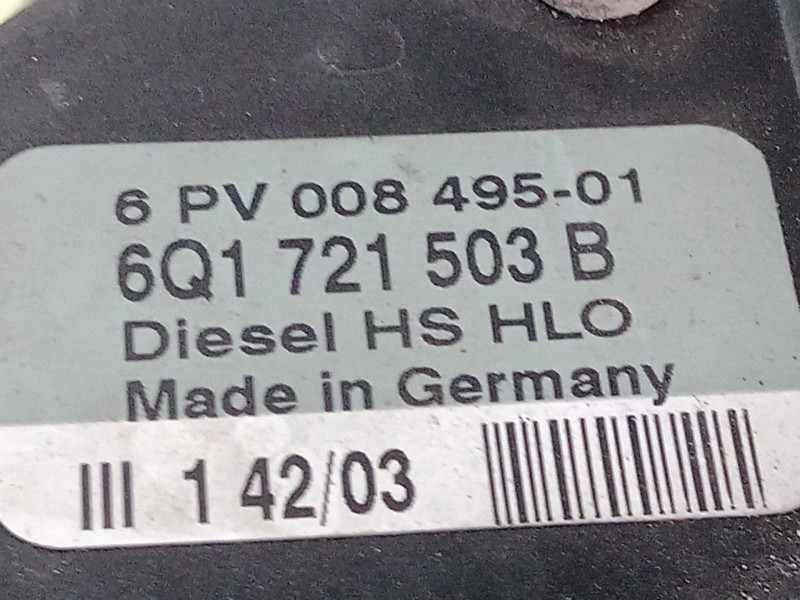 6 PV 008 495-01
6Q1 721 503 B
Diesel HS HLO
Made in Germany
III 1 42/03